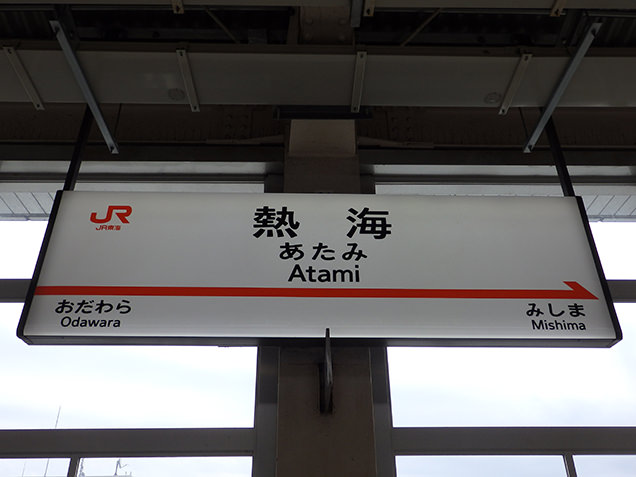 JR
JR東海
熱海
あたみ
Atami
おだわら
Odawara
みしま
Mishima